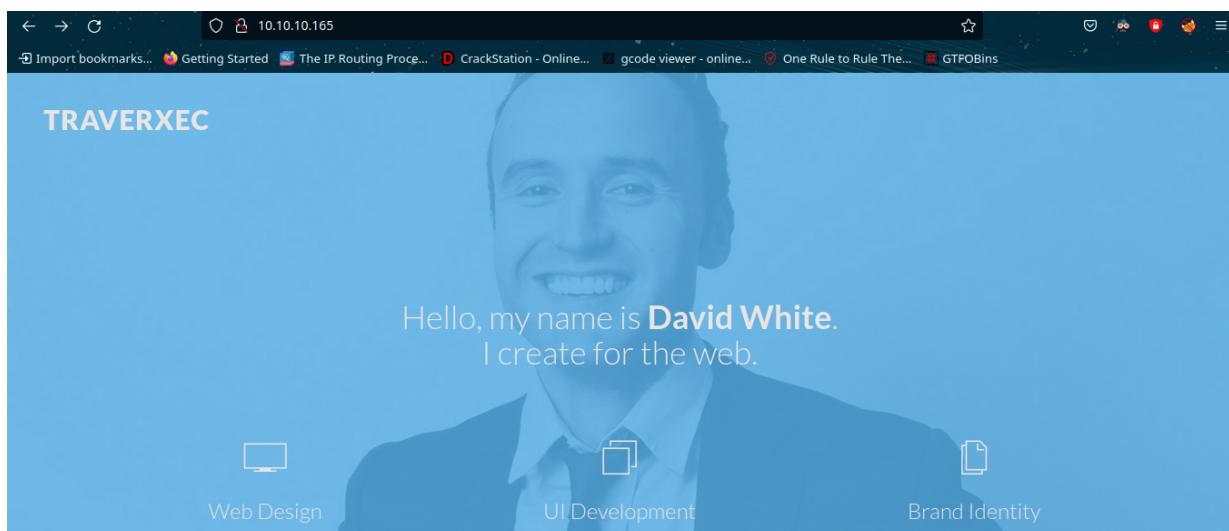 10.10.10.165
Import bookmarks... Getting Started The IP Routing Proce... CrackStation - Online... gcode viewer - online... One Rule to Rule The... GTFOBins
TRAVERXEC
Hello, my name is David White.
I create for the web.
Web Design UI Development Brand Identity